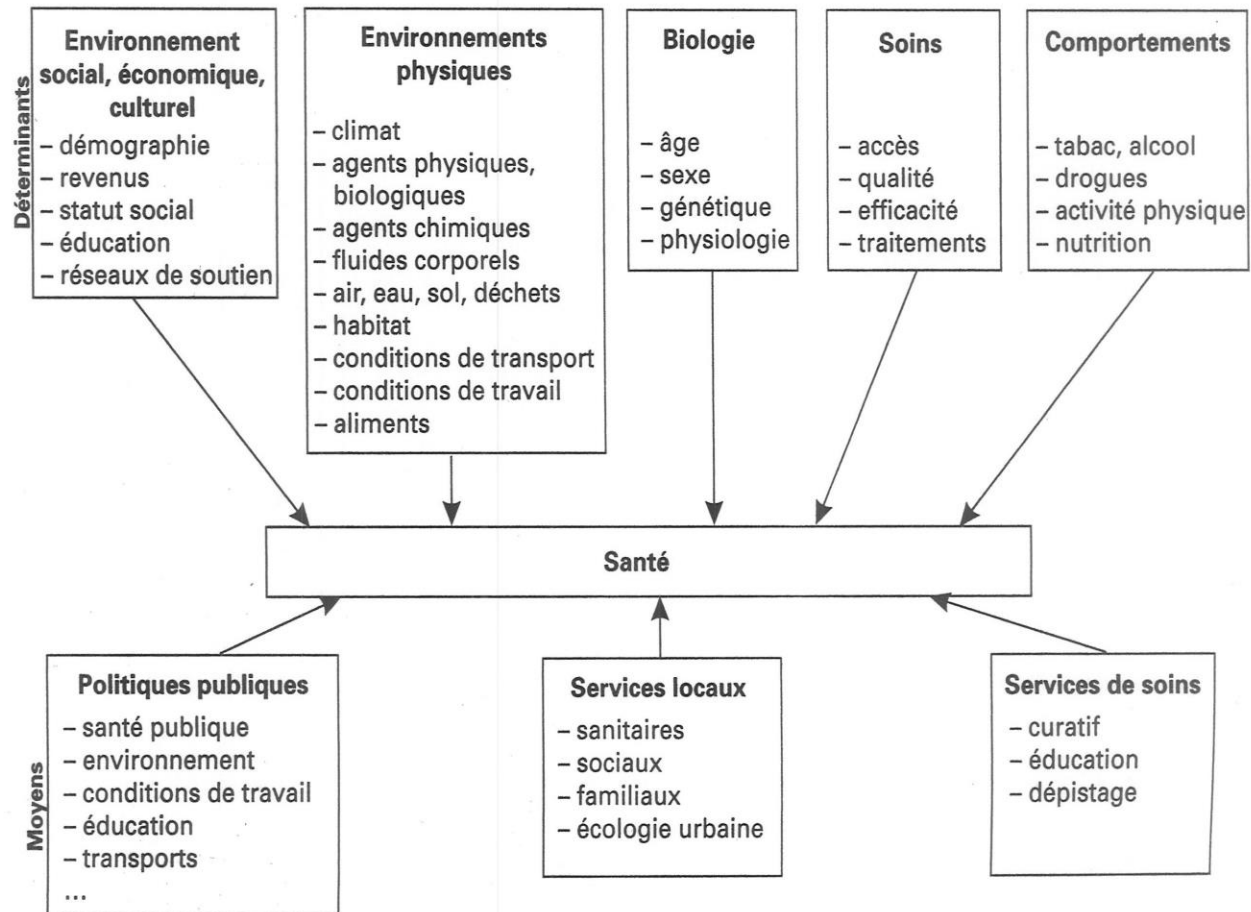 Déterminants
Environnement
social, économique,
culturel
– démographie
– revenus
– statut social
– éducation
– réseaux de soutien
Environnements
physiques
– climat
– agents physiques,
biologiques
– agents chimiques
– fluides corporels
– air, eau, sol, déchets
– habitat
– conditions de transport
– conditions de travail
– aliments
Biologie
– âge
– sexe
– génétique
– physiologie
Soins
– accès
– qualité
– efficacité
– traitements
Comportements
– tabac, alcool
– drogues
– activité physique
– nutrition
Santé
Moyens
Politiques publiques
– santé publique
– environnement
– conditions de travail
– éducation
– transports
...
Services locaux
– sanitaires
– sociaux
– familiaux
– écologie urbaine
Services de soins
– curatif
– éducation
– dépistage